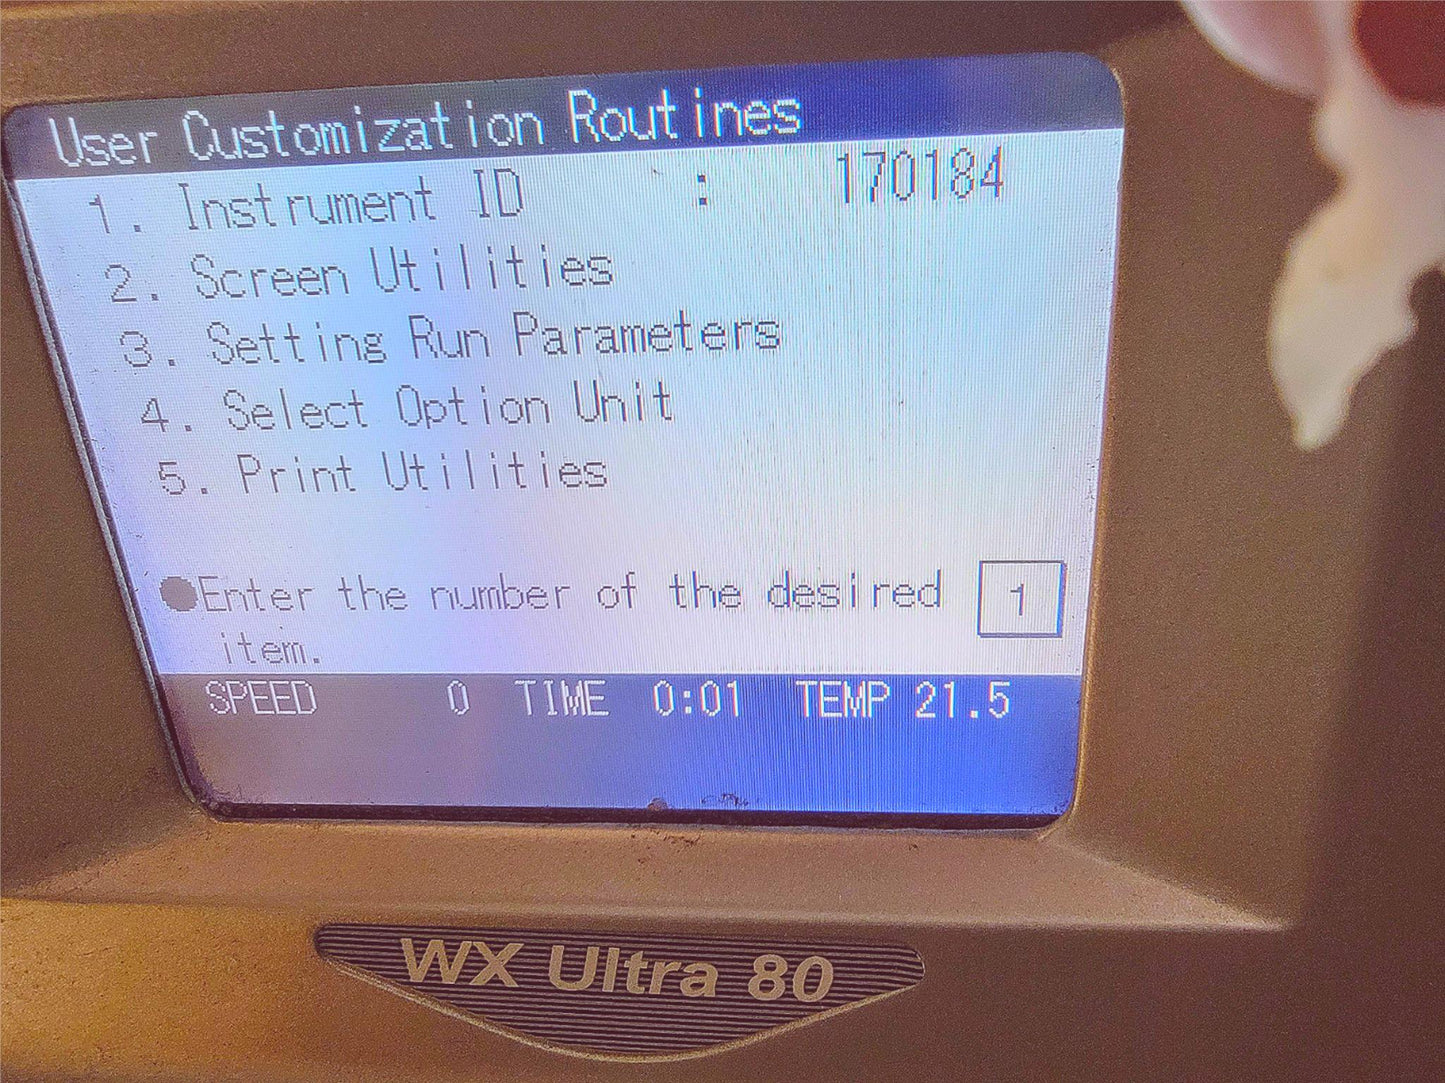 User Customization Routines
1. Instrument ID : 170184
2. Screen Utilities
3. Setting Run Parameters
4. Select Option Unit
5. Print Utilities
●Enter the number of the desired 1
item.
SPEED 0 TIME 0:01 TEMP 21.5
WX Ultra 80